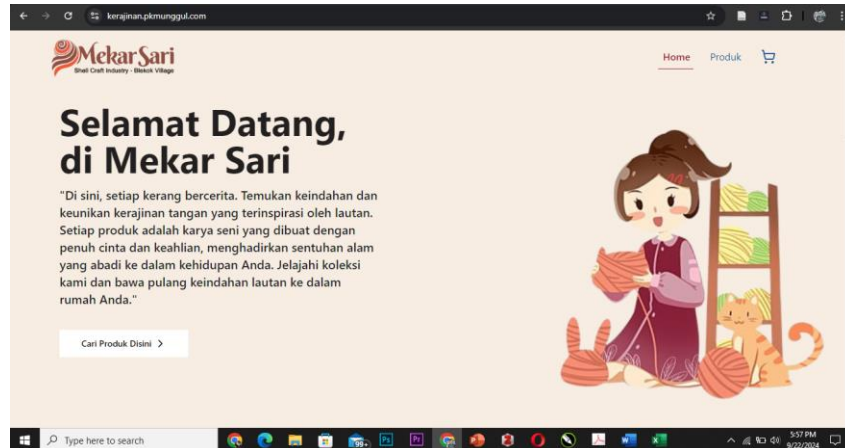 kerajinan.pkmunggul.com
Mekar Sari
Shell Craft Industry - Blekok Village
Home Produk
Selamat Datang,
di Mekar Sari
"Di sini, setiap kerang bercerita. Temukan keindahan dan
keunikan kerajinan tangan yang terinspirasi oleh lautan.
Setiap produk adalah karya seni yang dibuat dengan
penuh cinta dan keahlian, menghadirkan sentuhan alam
yang abadi ke dalam kehidupan Anda. Jelajahi koleksi
kami dan bawa pulang keindahan lautan ke dalam
rumah Anda."
Cari Produk Disini >
Type here to search
99+
Ps
Pr
5:57 PM
9/22/2024